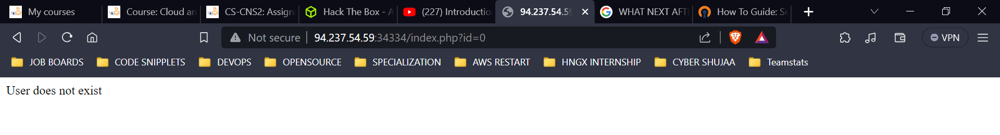 My courses Course: Cloud an CS-CNS2: Assign Hack The Box - A (227) Introductio 94.237.54.59 WHAT NEXT AFT How To Guide: Se
Not secure 94.237.54.59:34334/index.php?id=0 VPN
JOB BOARDS CODE SNIPPLETS DEVOPS OPENSOURCE SPECIALIZATION AWS RESTART HNGX INTERNSHIP CYBER SHUJAA Teamstats
User does not exist